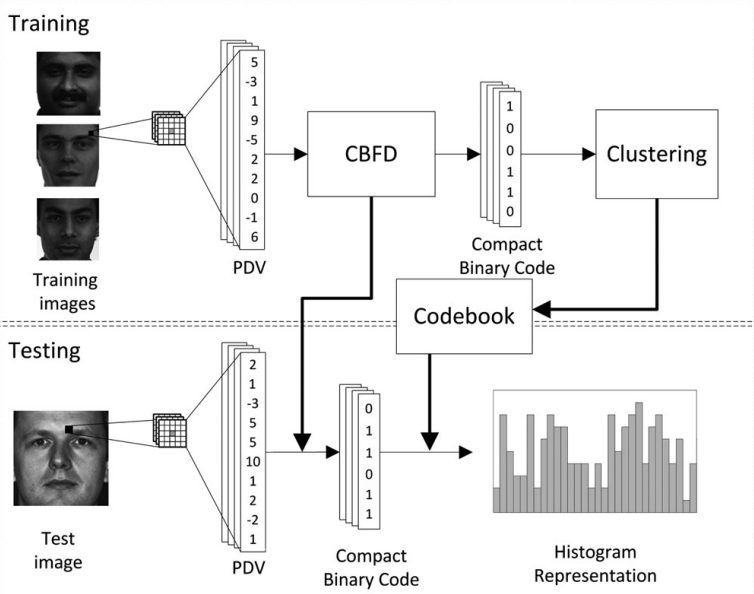 Training
5
-3
1
9
-5
2
2
0
-1
6
CBFD
1
0
0
1
1
0
Clustering
Training
images
PDV
Compact
Binary Code
Codebook
Testing
2
1
-3
5
5
10
1
2
-2
1
0
1
1
0
1
1
Test
image
PDV
Compact
Binary Code
Histogram
Representation